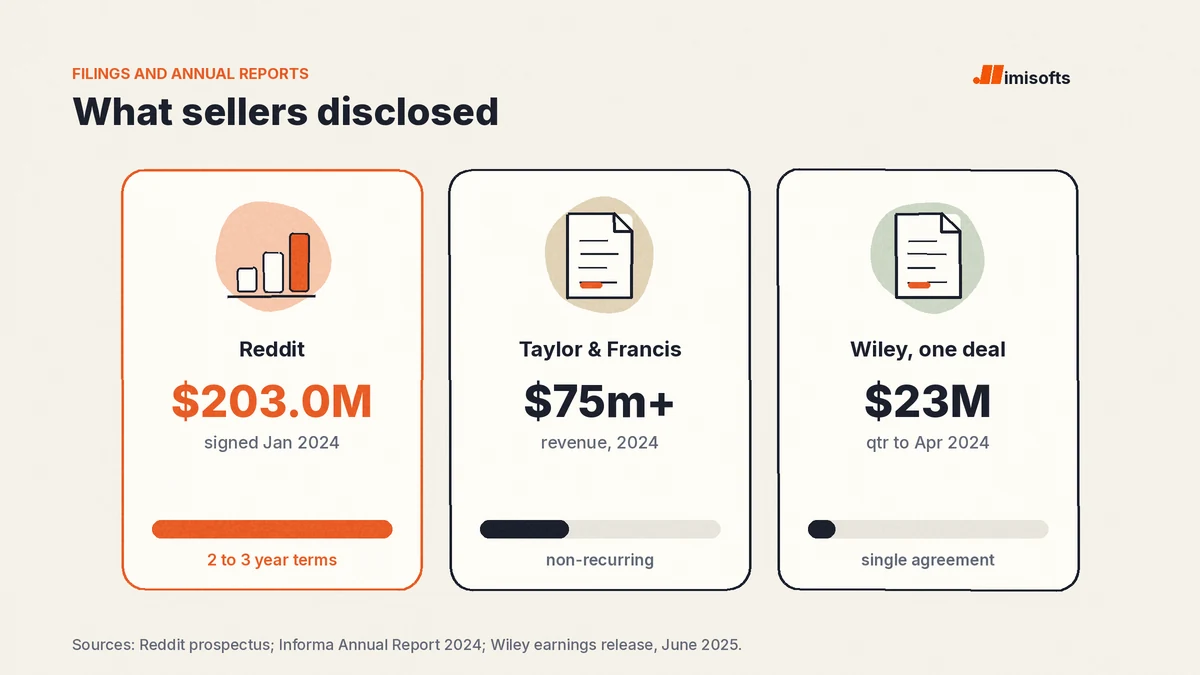 FILINGS AND ANNUAL REPORTS
What sellers disclosed
imisofts
Reddit
$203.0M
signed Jan 2024
2 to 3 year terms
Taylor & Francis
$75m+
revenue, 2024
non-recurring
Wiley, one deal
$23M
qtr to Apr 2024
single agreement
Sources: Reddit prospectus; Informa Annual Report 2024; Wiley earnings release, June 2025.